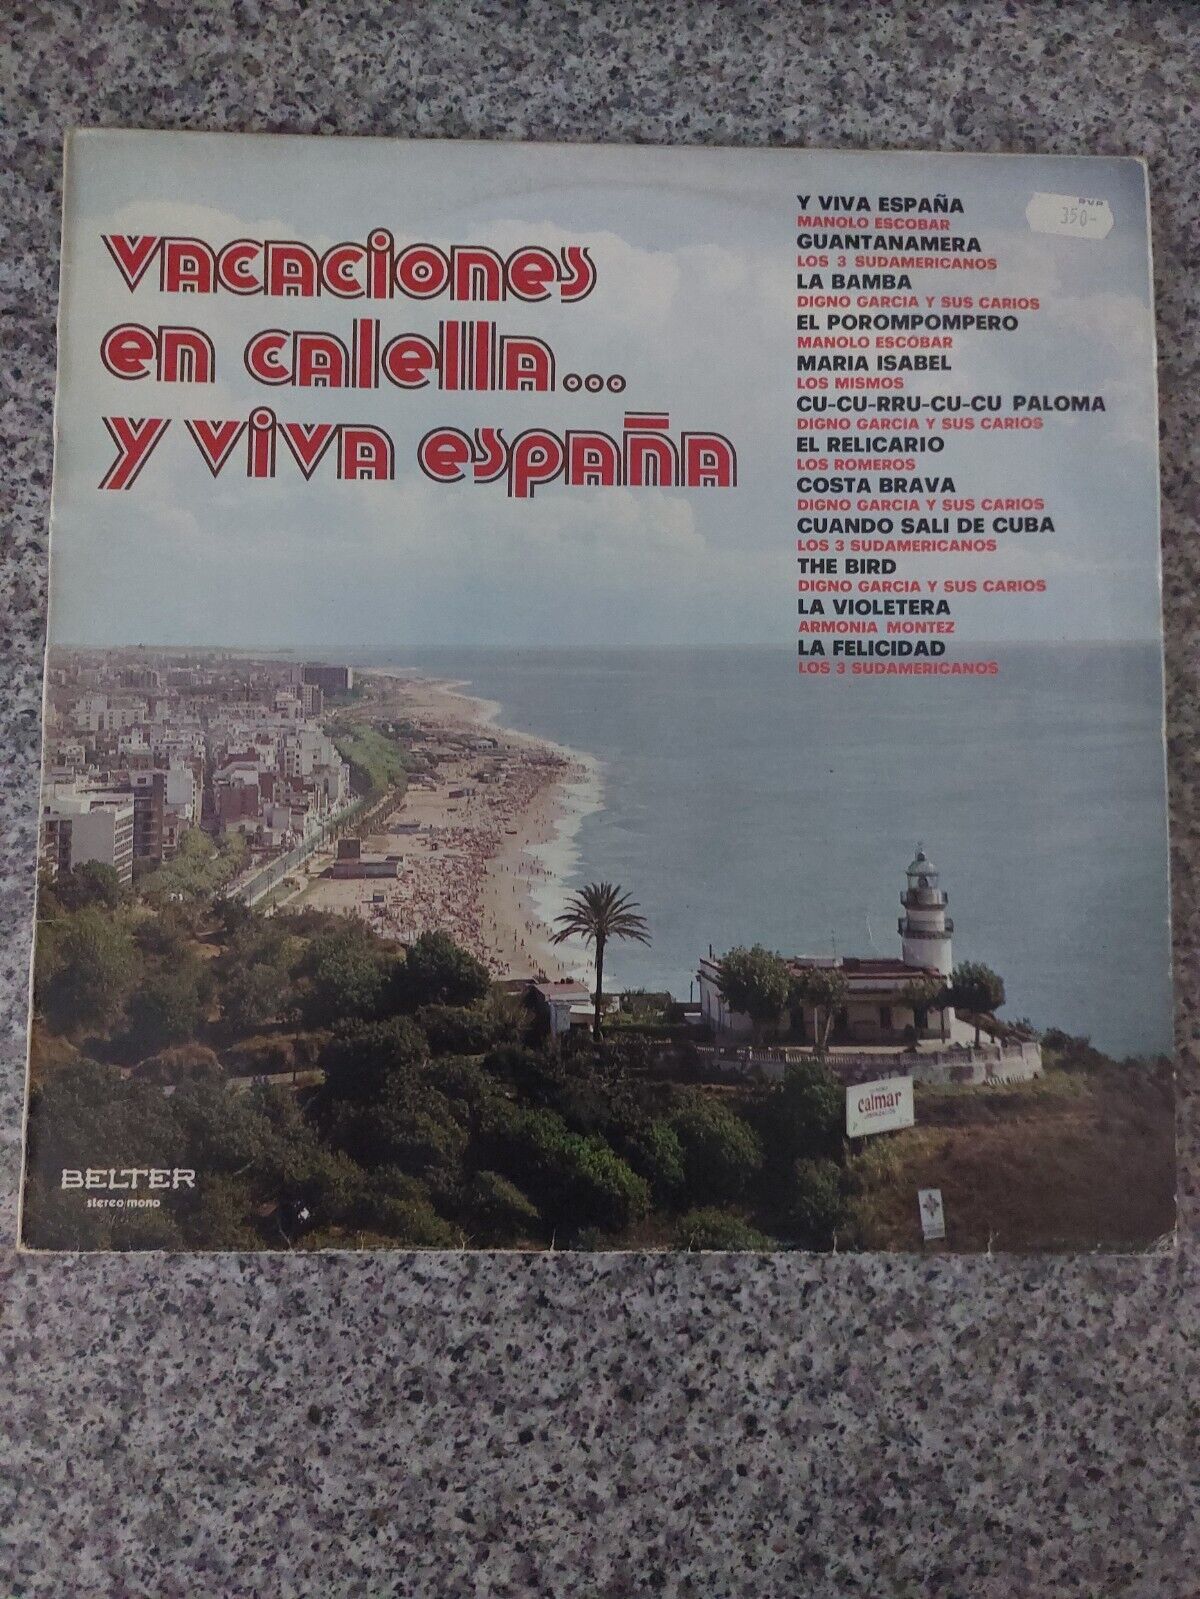 vacaciones
en calella...
y viva españa
Y VIVA ESPAÑA
MANOLO ESCOBAR
GUANTANAMERA
LOS 3 SUDAMERICANOS
LA BAMBA
DIGNO GARCIA Y SUS CARIOS
EL POROMPOMPERO
MANOLO ESCOBAR
MARIA ISABEL
LOS MISMOS
CU-CU-RRU-CU-CU PALOMA
DIGNO GARCIA Y SUS CARIOS
EL RELICARIO
LOS ROMEROS
COSTA BRAVA
DIGNO GARCIA Y SUS CARIOS
CUANDO SALI DE CUBA
LOS 3 SUDAMERICANOS
THE BIRD
DIGNO GARCIA Y SUS CARIOS
LA VIOLETERA
ARMONIA MONTEZ
LA FELICIDAD
LOS 3 SUDAMERICANOS
350-
calmar
BELTER
stereo/mono